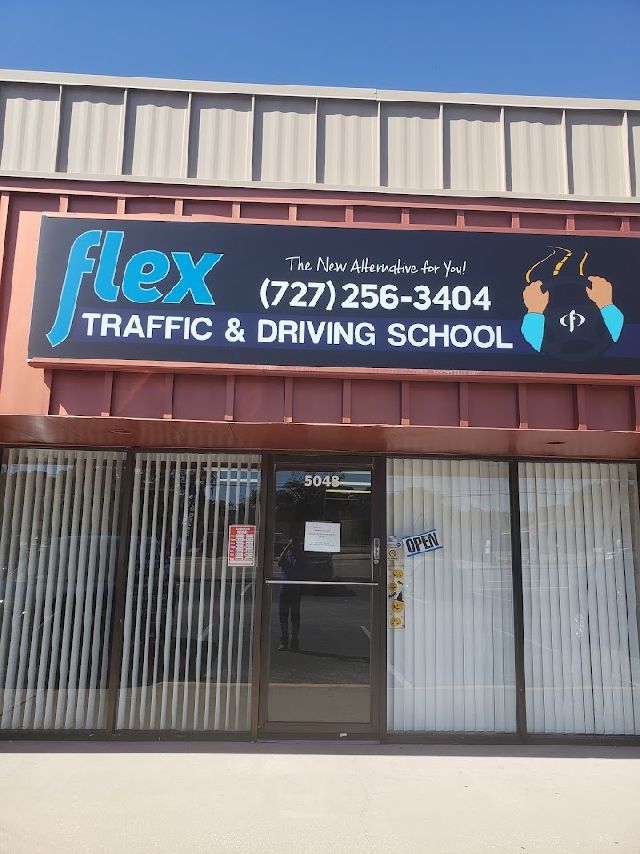 flex
The New Alternative for You!
(727) 256-3404
TRAFFIC & DRIVING SCHOOL
5048
OPEN